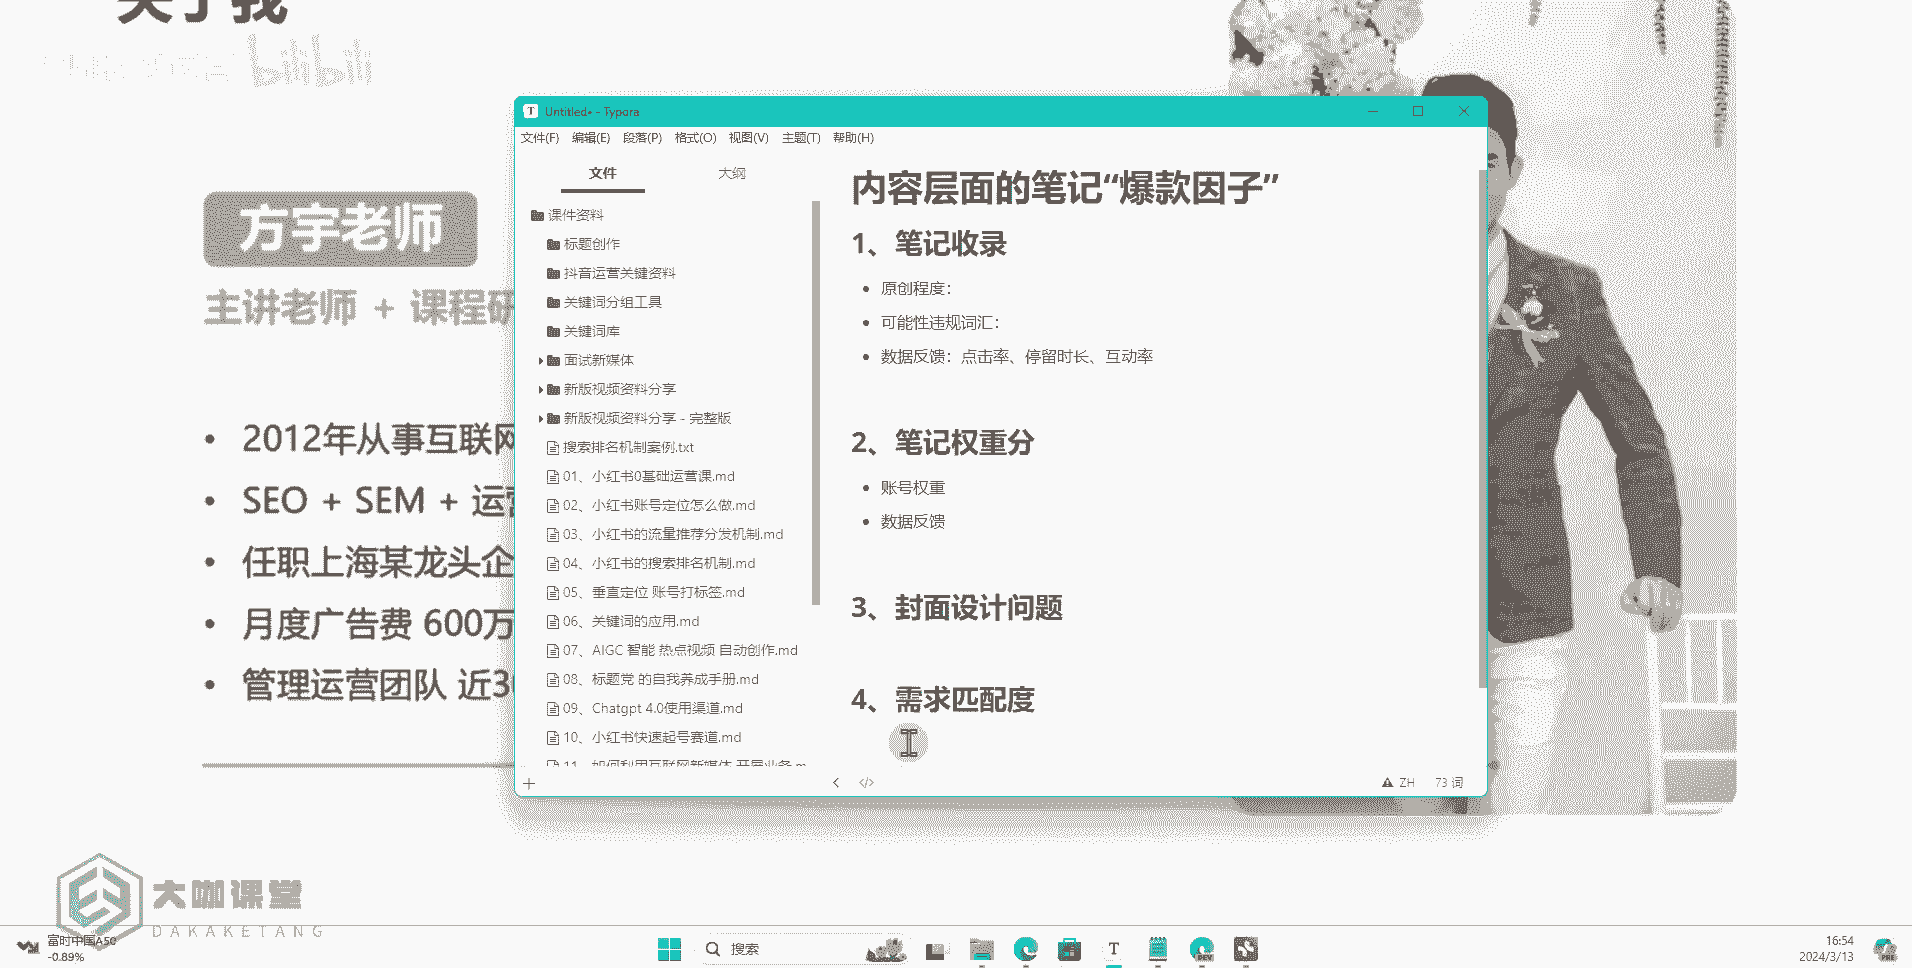 关于我
bilibili
方宇老师
主讲老师 + 课程研
2012年从事互联网
SEO + SEM + 运营
任职上海某龙头企
月度广告费 600万
管理运营团队 近30
Untitled• - Typora
文件(F) 编辑(E) 段落(P) 格式(O) 视图(V) 主题(T) 帮助(H)
文件 大纲
课件资料
标题创作
抖音运营关键资料
关键词分组工具
关键词库
面试新媒体
新版视频资料分享
新版视频资料分享 - 完整版
搜索排名机制案例.txt
01、小红书0基础运营课.md
02、小红书账号定位怎么做.md
03、小红书的流量推荐分发机制.md
04、小红书的搜索排名机制.md
05、垂直定位 账号打标签.md
06、关键词的应用.md
07、AIGC 智能 热点视频 自动创作.md
08、标题党 的自我养成手册.md
09、Chatgpt 4.0使用渠道.md
10、小红书快速起号赛道.md
11、如何利用互联网新媒体 开展业务.m
内容层面的笔记“爆款因子”
1、笔记收录
原创程度：
可能性违规词汇：
数据反馈：点击率、停留时长、互动率
2、笔记权重分
账号权重
数据反馈
3、封面设计问题
4、需求匹配度
ZH 73 词
大咖课堂
DAKAKETANG
富时中国A50
-0.89%
搜索
16:54
2024/3/13